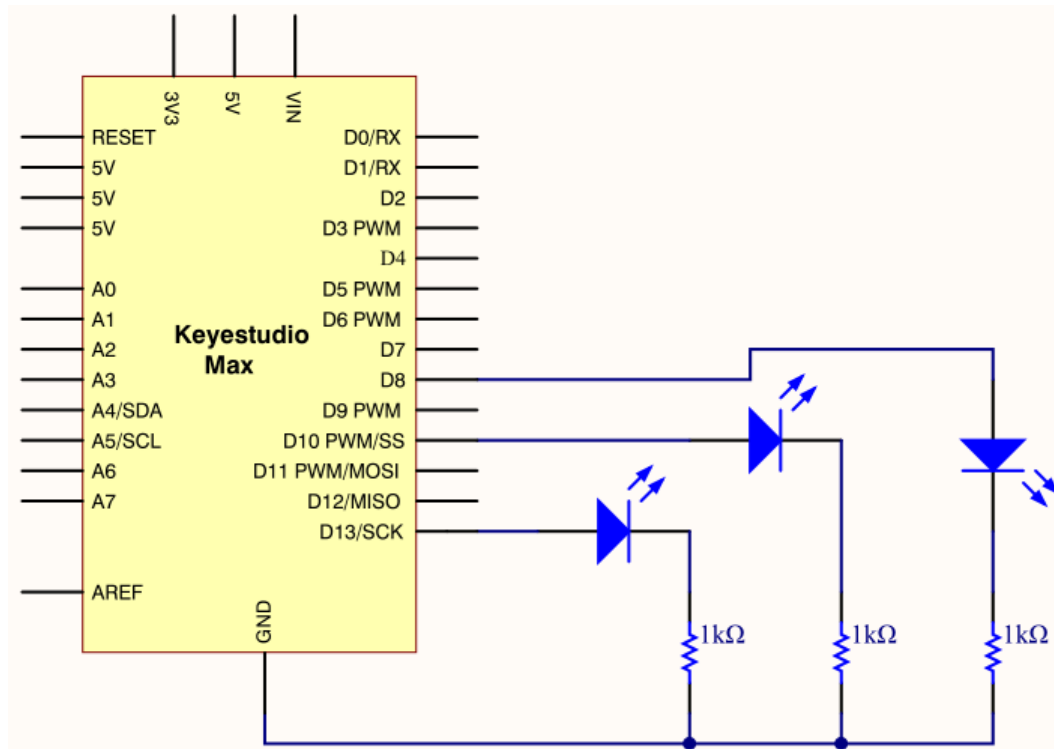 3V3
5V
VIN
RESET
5V
5V
5V
A0
A1
A2
A3
A4/SDA
A5/SCL
A6
A7
AREF
Keyestudio
Max
D0/RX
D1/RX
D2
D3 PWM
D4
D5 PWM
D6 PWM
D7
D8
D9 PWM
D10 PWM/SS
D11 PWM/MOSI
D12/MISO
D13/SCK
GND
1kΩ
1kΩ
1kΩ